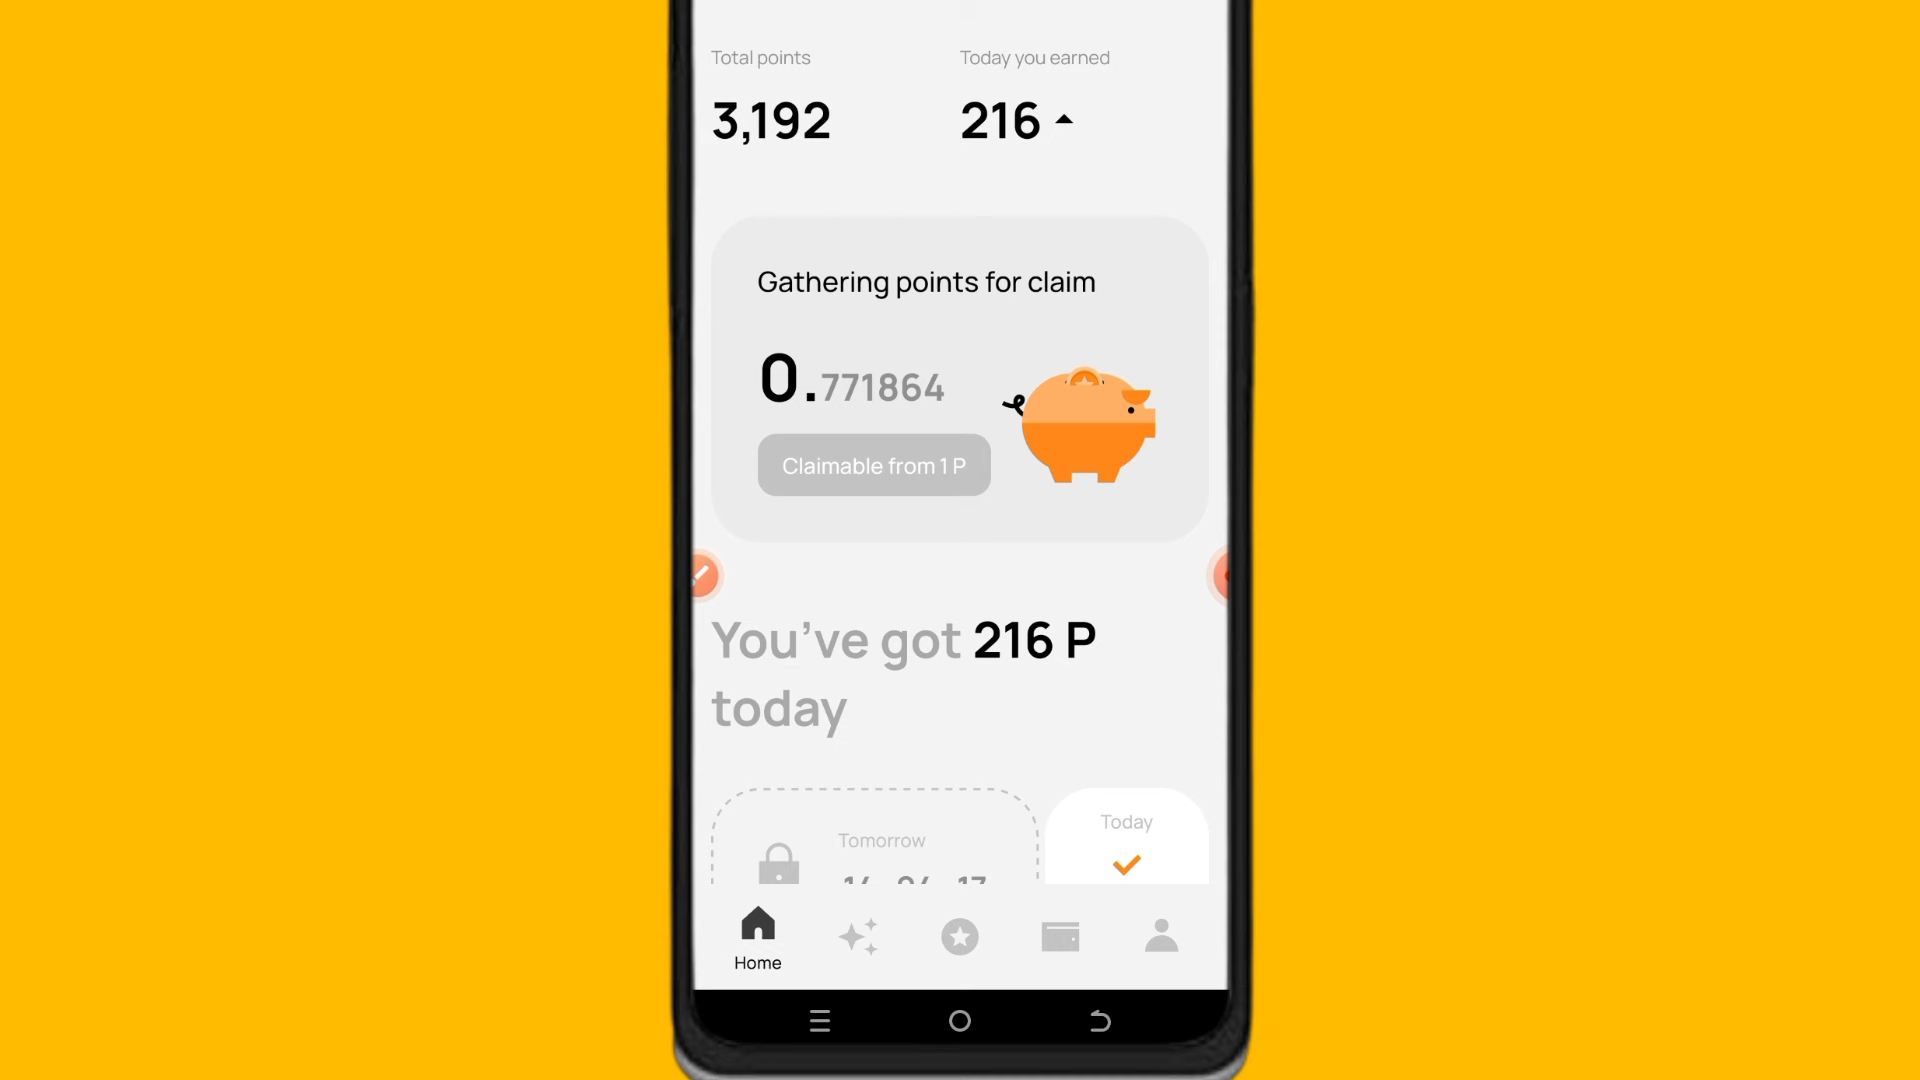 Total points
Today you earned
3,192
216
Gathering points for claim
0.771864
Claimable from 1 P
You've got 216 P
today
Tomorrow
Today
Home